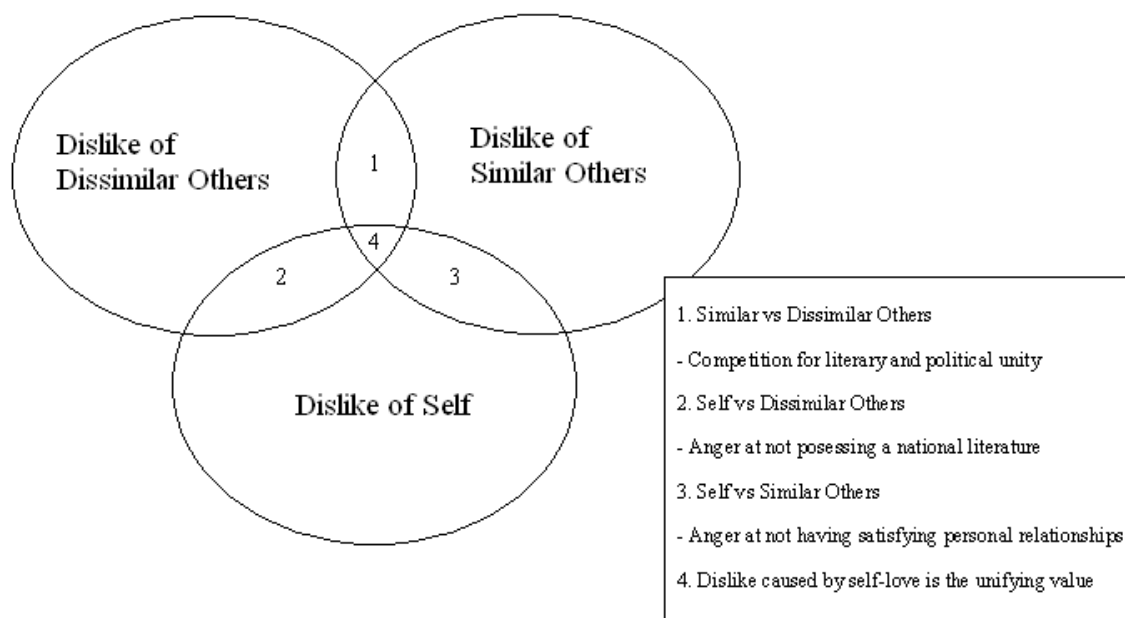 Dislike of
Dissimilar Others
Dislike of
Similar Others
1
4
2
3
Dislike of Self
1. Similar vs Dissimilar Others
- Competition for literary and political unity
2. Self vs Dissimilar Others
- Anger at not posessing a national literature
3. Self vs Similar Others
- Anger at not having satisfying personal relationships
4. Dislike caused by self-love is the unifying value